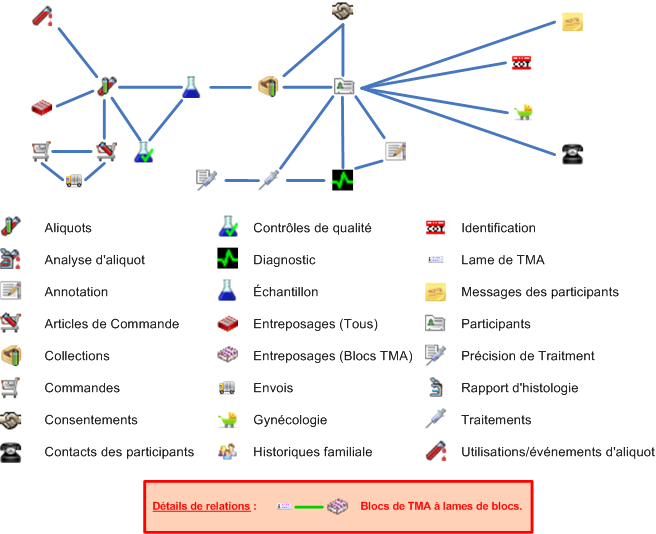 Aliquots
Contrôles de qualité
Identification
Analyse d'aliquot
Diagnostic
Lame de TMA
Annotation
Échantillon
Messages des participants
Articles de Commande
Entreposages (Tous)
Participants
Collections
Entreposages (Blocs TMA)
Précision de Traitment
Commandes
Envois
Rapport d'histologie
Consentements
Gynécologie
Traitements
Contacts des participants
Historiques familiale
Utilisations/événements d'aliquot
Détails de relations : Blocs de TMA à lames de blocs.